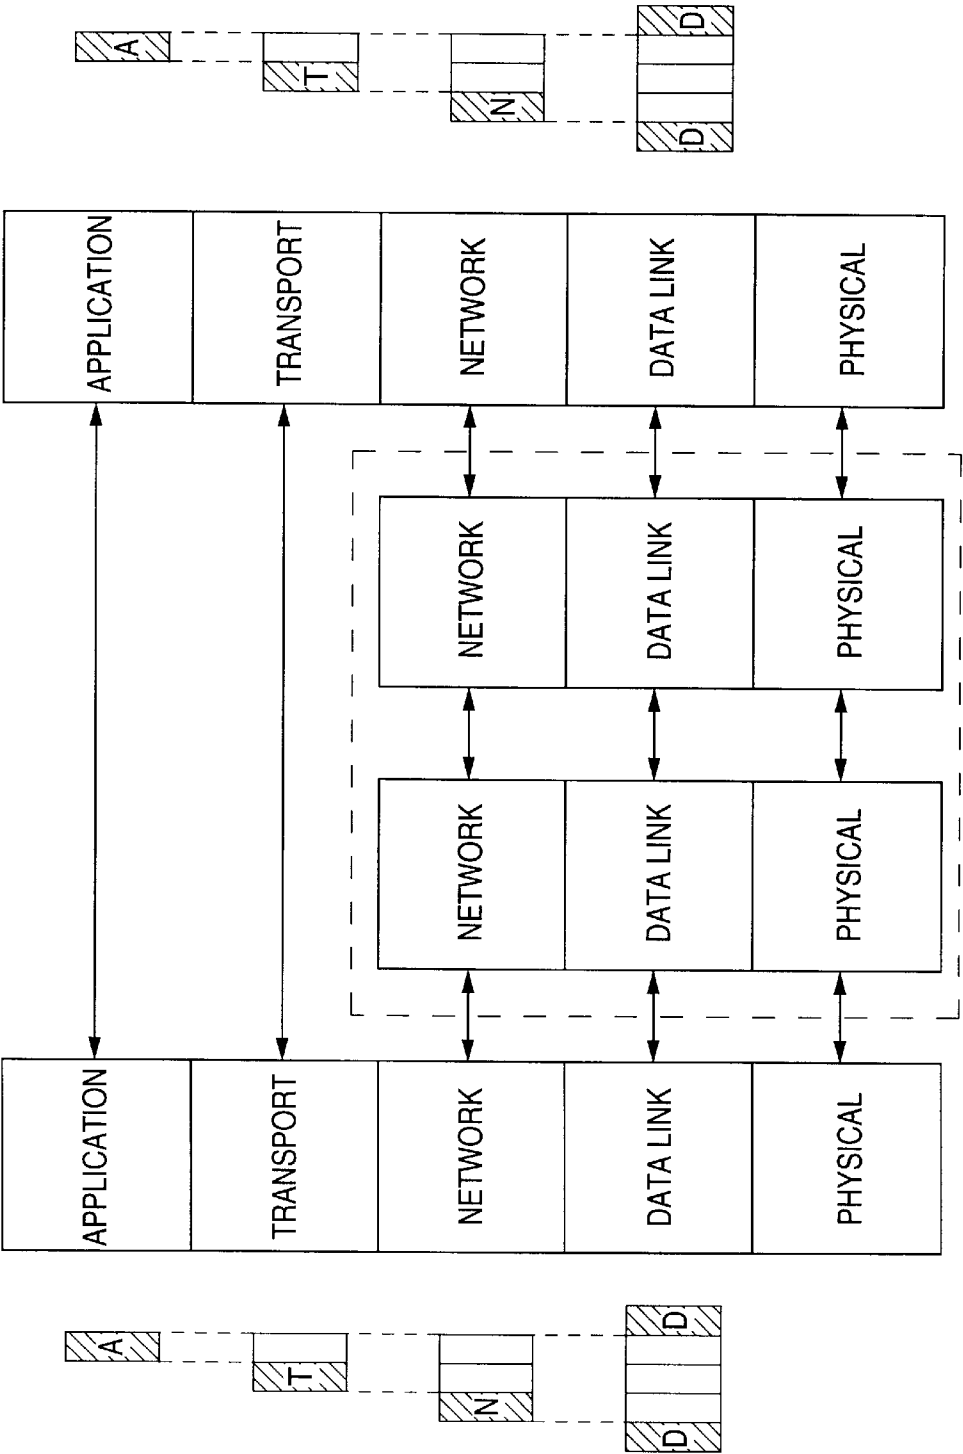 A APPLICATION APPLICATION A
T TRANSPORT TRANSPORT T
N NETWORK NETWORK NETWORK NETWORK N
D D DATA LINK DATA LINK DATA LINK DATA LINK D D
PHYSICAL PHYSICAL PHYSICAL PHYSICAL